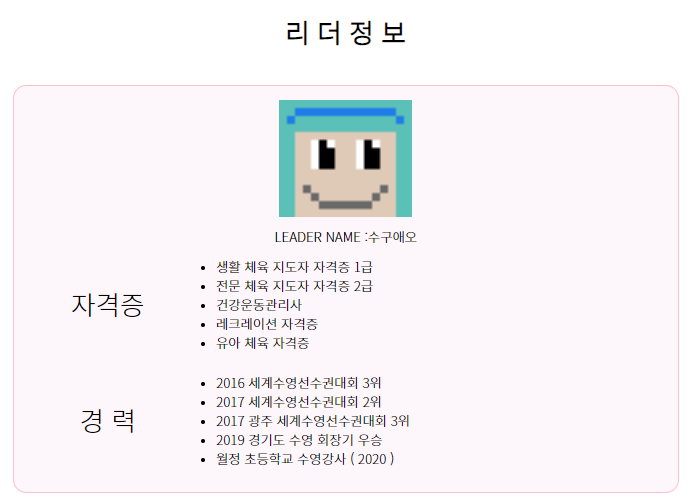 리더정보
LEADER NAME :수구애오
자격증
생활 체육 지도자 자격증 1급
전문 체육 지도자 자격증 2급
건강운동관리사
레크레이션 자격증
유아 체육 자격증
경 력
2016 세계수영선수권대회 3위
2017 세계수영선수권대회 2위
2017 광주 세계수영선수권대회 3위
2019 경기도 수영 회장기 우승
월정 초등학교 수영강사 ( 2020 )